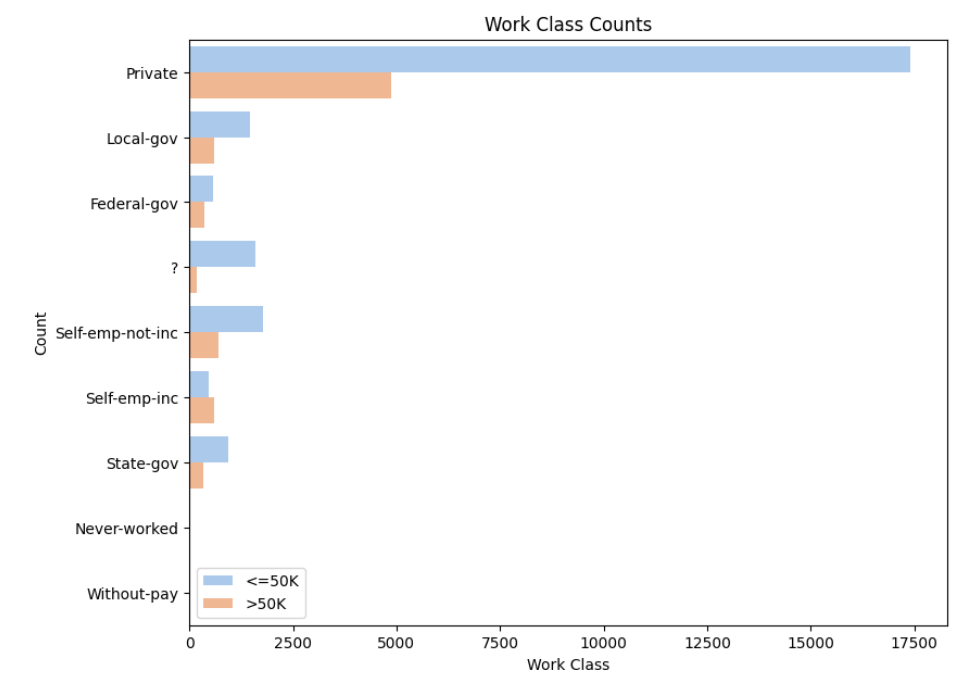 Work Class Counts
Private
Local-gov
Federal-gov
?
Self-emp-not-inc
Self-emp-inc
State-gov
Never-worked
Without-pay
Count
<=50K
>50K
0 2500 5000 7500 10000 12500 15000 17500
Work Class